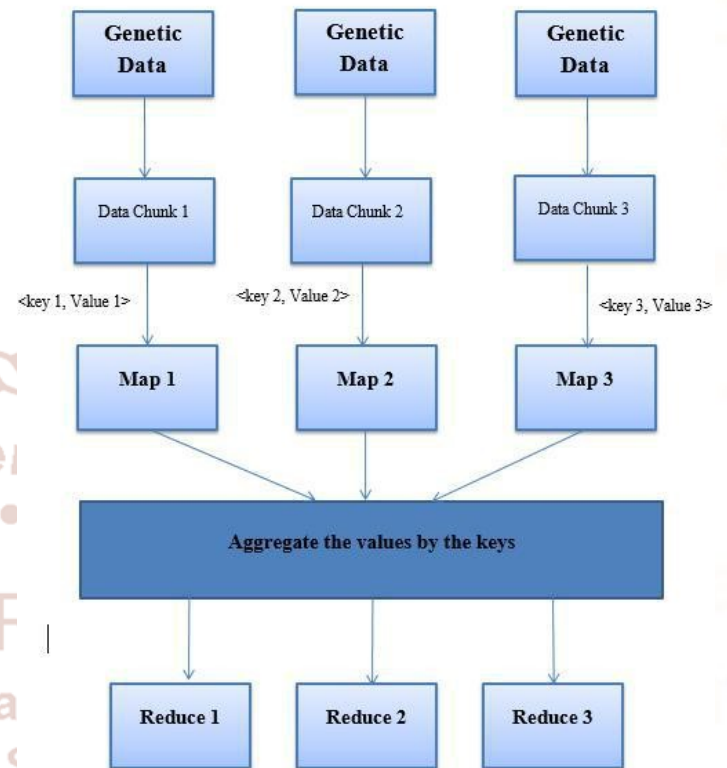 Genetic
Data
Genetic
Data
Genetic
Data
Data Chunk 1
Data Chunk 2
Data Chunk 3
<key 1, Value 1>
<key 2, Value 2>
<key 3, Value 3>
Map 1
Map 2
Map 3
Aggregate the values by the keys
Reduce 1
Reduce 2
Reduce 3